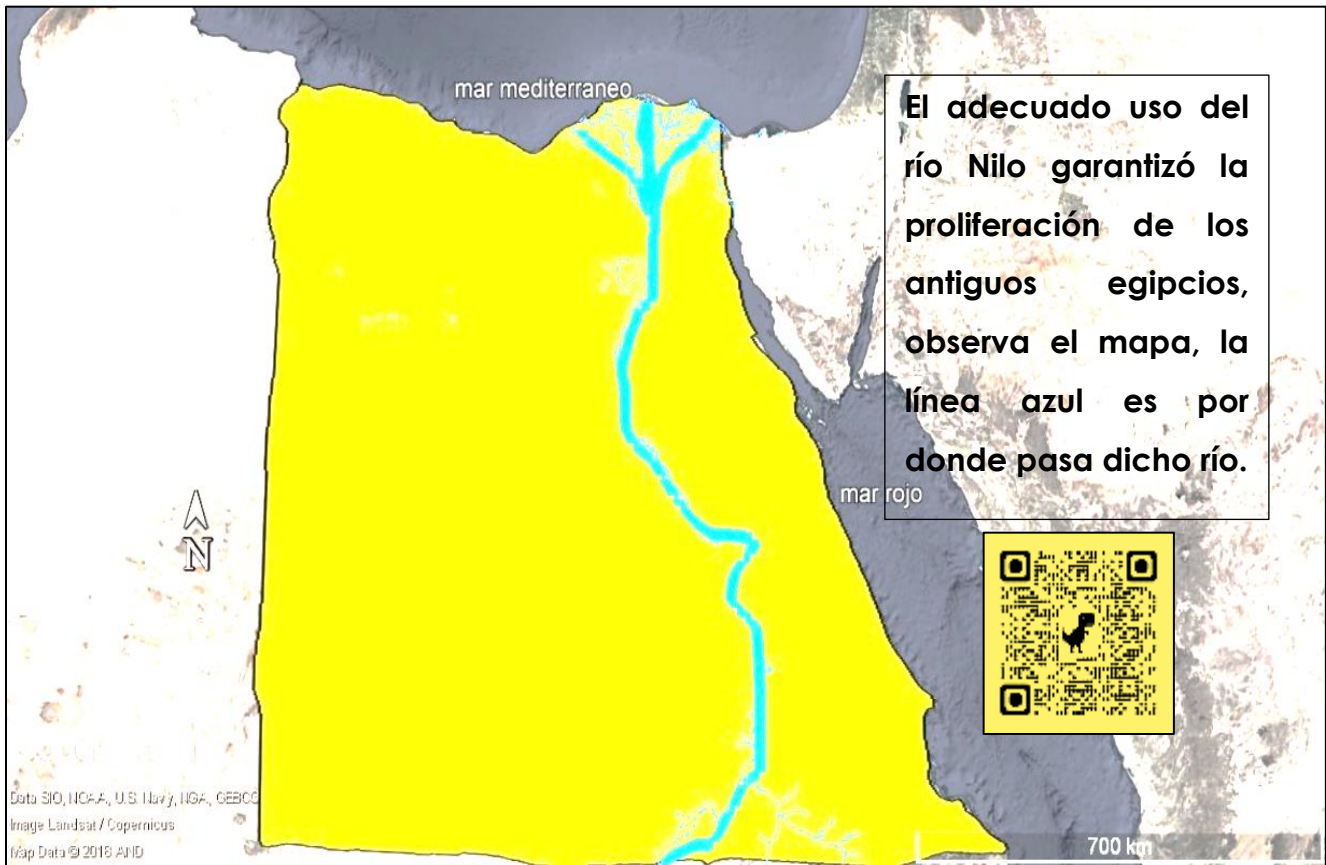 mar mediterraneo
El adecuado uso del
río Nilo garantizó la
proliferación de los
antiguos egipcios,
observa el mapa, la
línea azul es por
donde pasa dicho río.
mar rojo
N
Data SIO, NOAA, U.S. Navy, NGA, GEBCO
Image Landsat / Copernicus
Map Data © 2018 AND
700 km